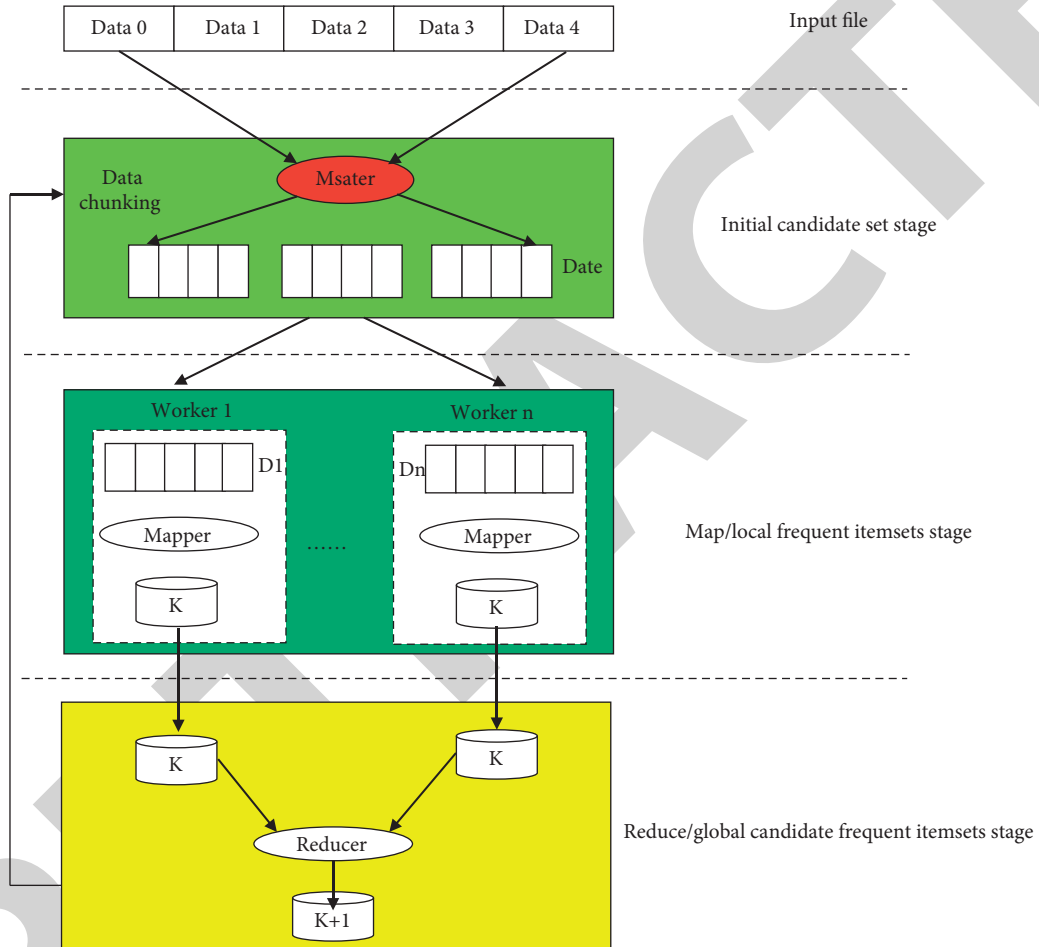 Data 0 Data 1 Data 2 Data 3 Data 4
Input file
Msater
Data
chunking
Initial candidate set stage
Date
Worker 1 Worker n
D1 Dn
Mapper ...... Mapper
Map/local frequent itemsets stage
K K
K K
Reducer
Reduce/global candidate frequent itemsets stage
K+1